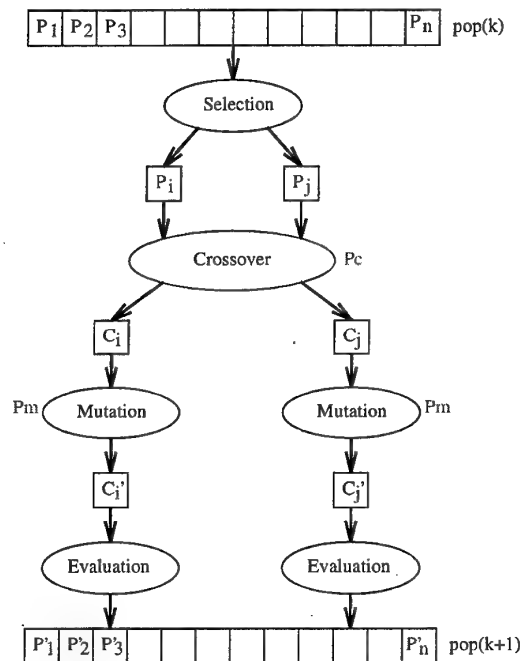 P1 P2 P3 Pn pop(k)
Selection
Pi Pj
Crossover Pc
Ci Cj
Pm Mutation Mutation Pm
Ci' Cj'
Evaluation Evaluation
P'1 P'2 P'3 P'n pop(k+1)